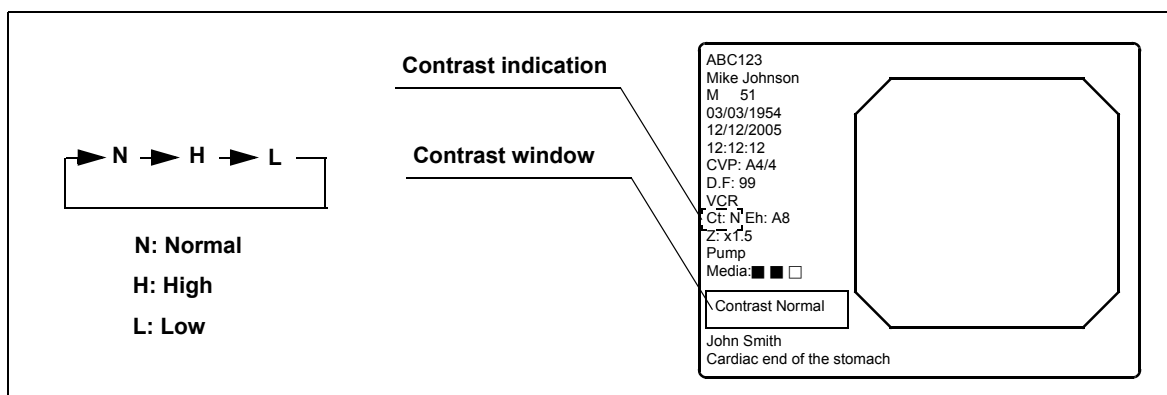 N H L
N: Normal
H: High
L: Low
Contrast indication
Contrast window
ABC123
Mike Johnson
M 51
03/03/1954
12/12/2005
12:12:12
CVP: A4/4
D.F: 99
VCR
Ct: N Eh: A8
Z: x1.5
Pump
Media:■ ■ □
Contrast Normal
John Smith
Cardiac end of the stomach